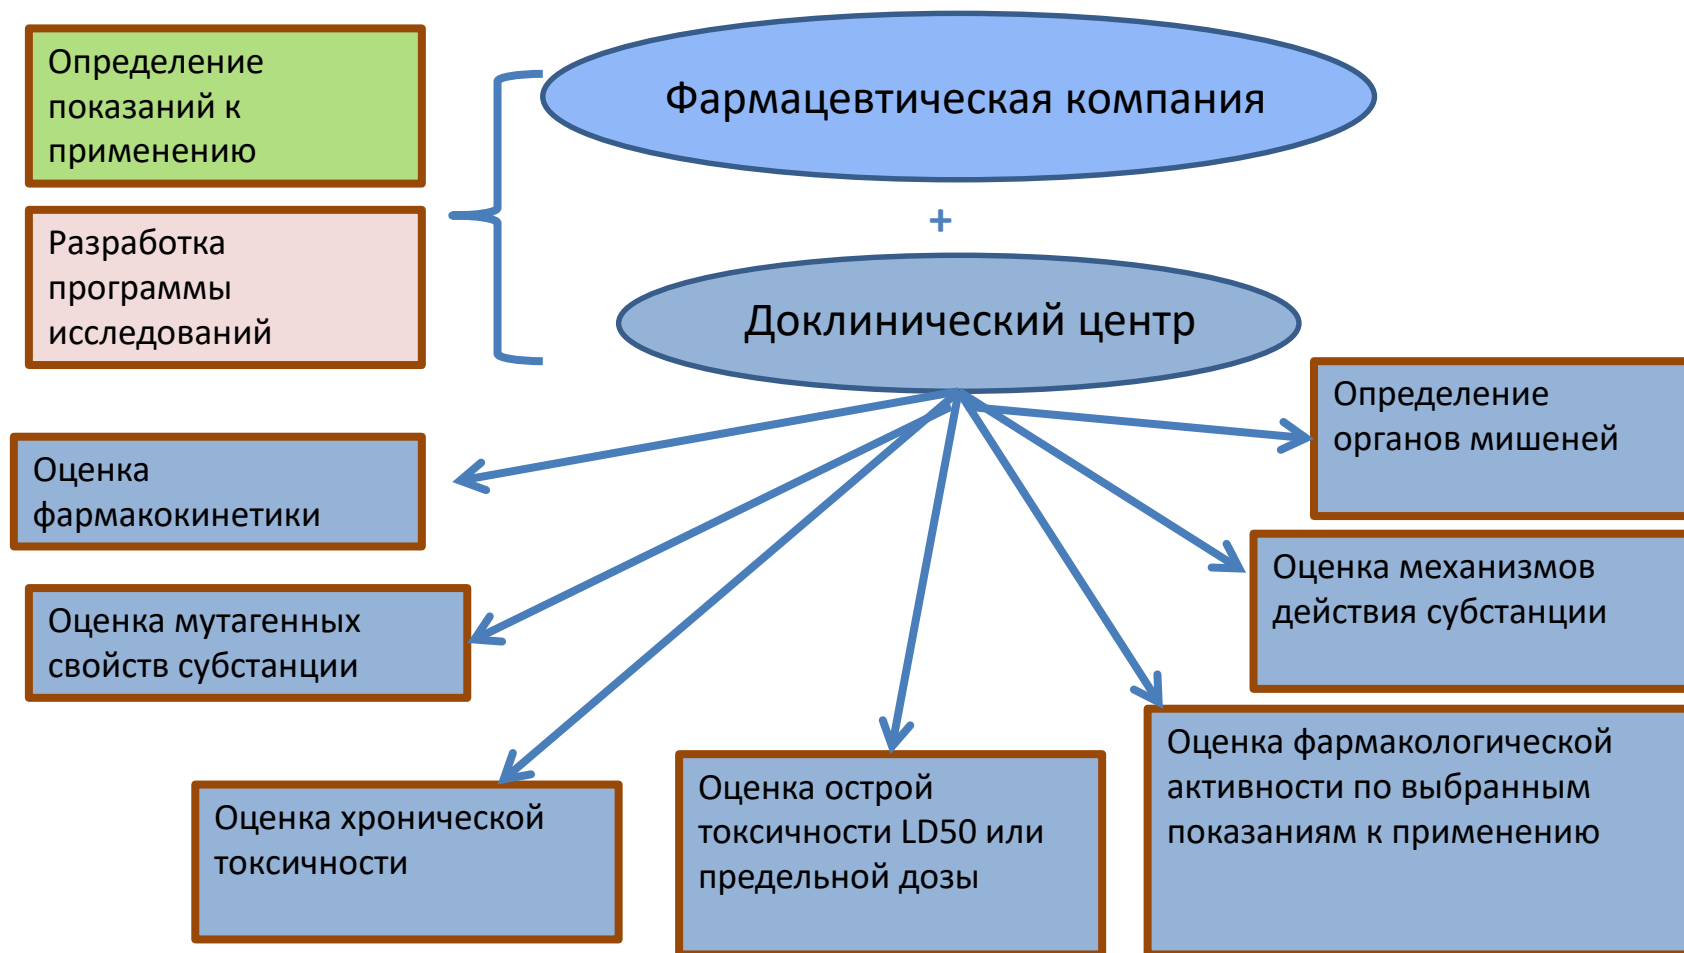 Определение
показаний к
применению
Фармацевтическая компания
+
Разработка
программы
исследований
Доклинический центр
Определение
органов мишеней
Оценка
фармакокинетики
Оценка механизмов
действия субстанции
Оценка мутагенных
свойств субстанции
Оценка фармакологической
активности по выбранным
показаниям к применению
Оценка острой
токсичности LD50 или
предельной дозы
Оценка хронической
токсичности